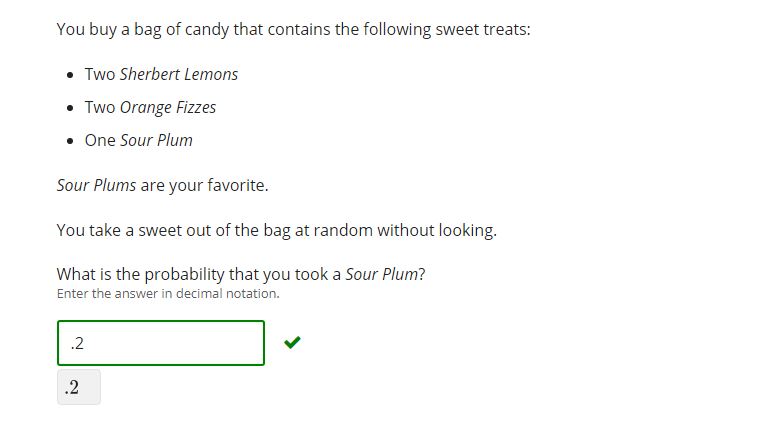 You buy a bag of candy that contains the following sweet treats:
• Two Sherbert Lemons
• Two Orange Fizzes
• One Sour Plum
Sour Plums are your favorite.
You take a sweet out of the bag at random without looking.
What is the probability that you took a Sour Plum?
Enter the answer in decimal notation.
.2
.2